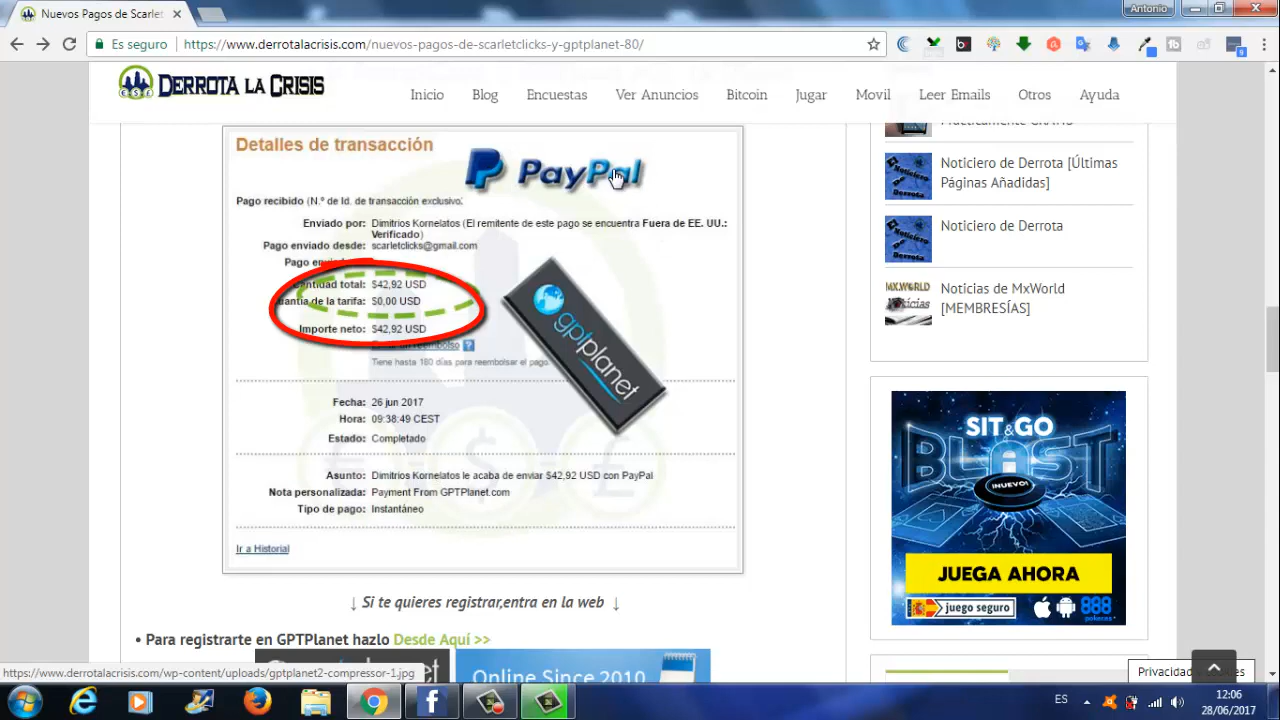 Nuevos Pagos de Scarlet
Antonio
Es seguro
https://www.derrotalacrisis.com/nuevos-pagos-de-scarletclicks-y-gptplanet-80/
DERROTA LA CRISIS
Inicio
Blog
Encuestas
Ver Anuncios
Bitcoin
Jugar
Movil
Leer Emails
Otros
Ayuda
Detalles de transacción
PayPal
Pago recibido (N.º de Id. de transacción exclusivo:
Enviado por: Dimitrios Kornelatos (El remitente de este pago se encuentra Fuera de EE. UU.:
Verificado)
Pago enviado desde: scarletclicks@gmail.com
Pago
Cantidad total: $42,92 USD
de la tarifa: $0,00 USD
Importe neto: $42,92 USD
Tiene hasta 180 días para reembolsar el pago
gptplanet
Fecha: 26 jun 2017
Hora: 09:38:49 CEST
Estado: Completado
Asunto: Dimitrios Kornelatos le acaba de enviar $42,92 USD con PayPal
Nota personalizada: Payment From GPTPlanet.com
Tipo de pago: Instantáneo
Ir a Historial
↓ Si te quieres registrar,entra en la web ↓
• Para registrarte en GPTPlanet hazlo Desde Aquí >>
Online Since 2010
Noticiero de Derrota [Últimas
Páginas Añadidas]
Noticiero de Derrota
Noticias de MxWorld
[MEMBRESÍAS]
SIT&GO
BLAST
¡NUEVO!
JUEGA AHORA
juego seguro
888
poker.es
Privacidad y Cookies
https://www.derrotalacrisis.com/wp-content/uploads/gptplanet2-compressor-1.jpg
ES
12:06
28/06/2017